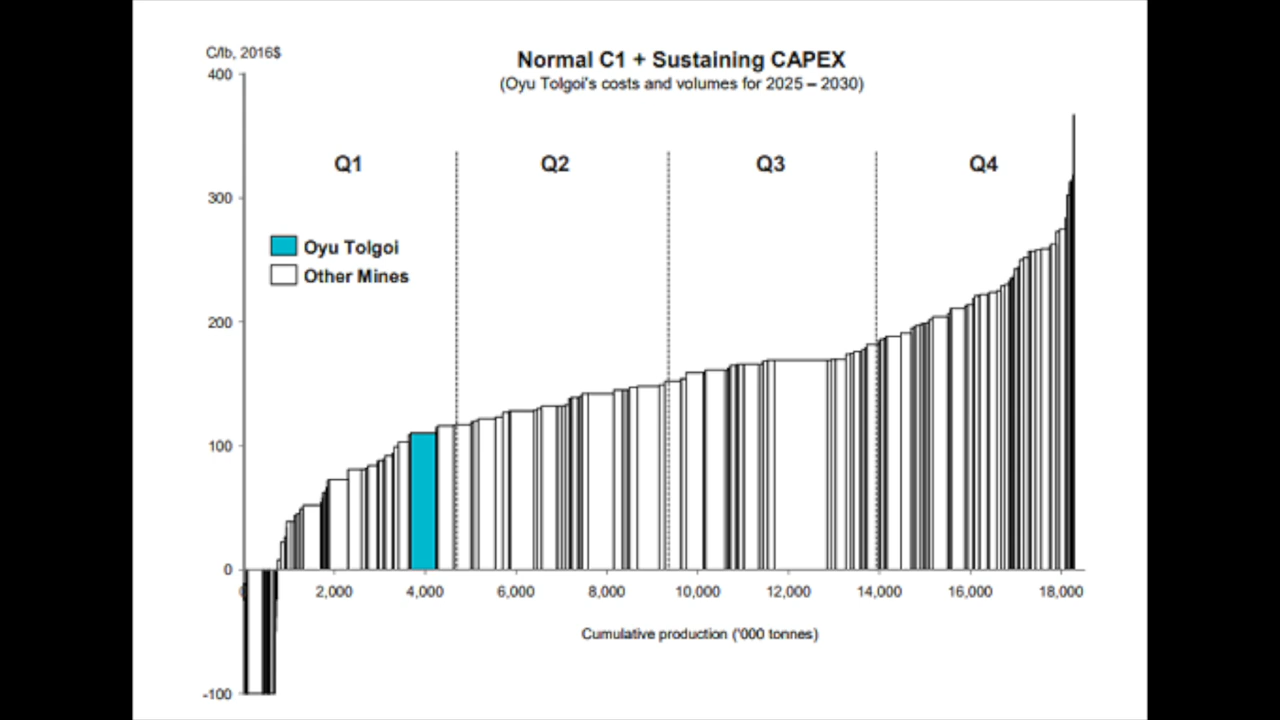 C/lb, 2016$
Normal C1 + Sustaining CAPEX
(Oyu Tolgoi's costs and volumes for 2025 – 2030)
400
Q1 Q2 Q3 Q4
300
Oyu Tolgoi
Other Mines
200
100
0
0 2,000 4,000 6,000 8,000 10,000 12,000 14,000 16,000 18,000
Cumulative production ('000 tonnes)
-100